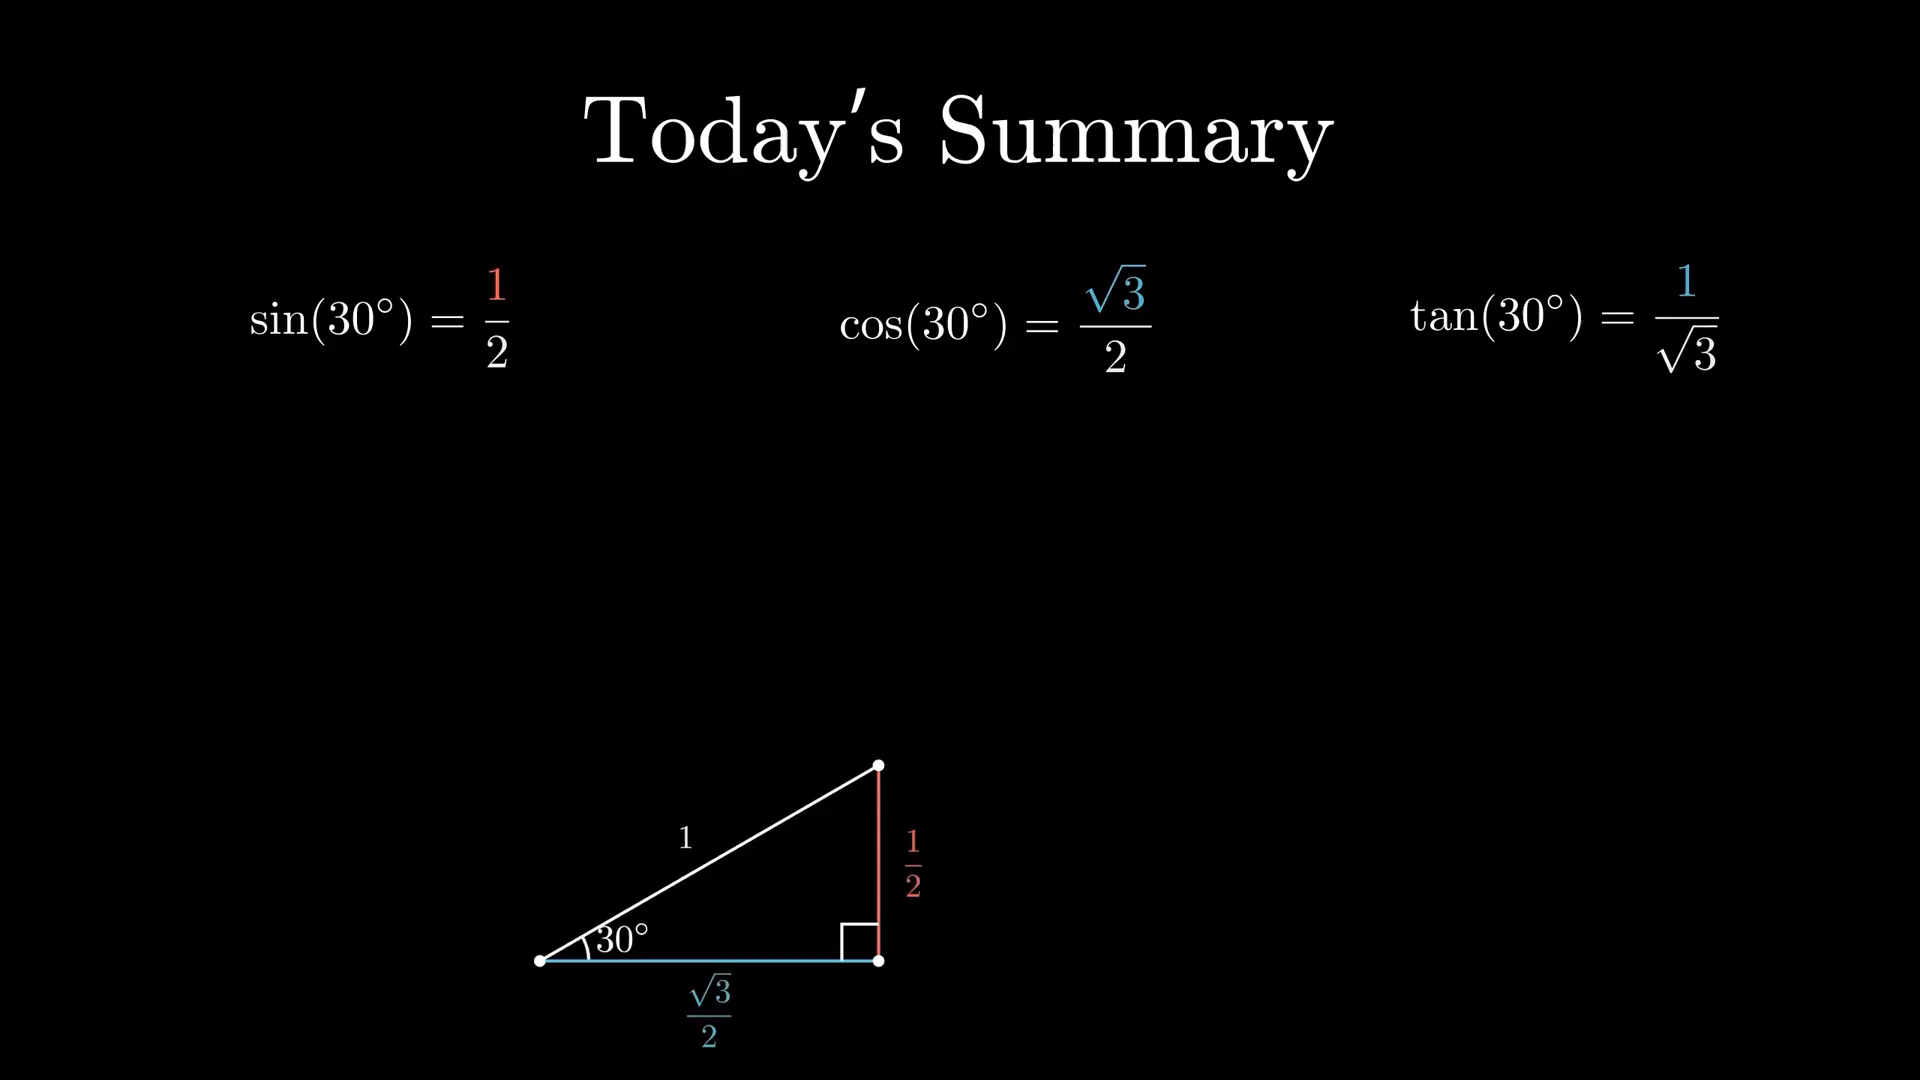 Today's Summary
sin(30°) = 1/2
cos(30°) = √3/2
tan(30°) = 1/√3
1
1/2
30°
√3/2